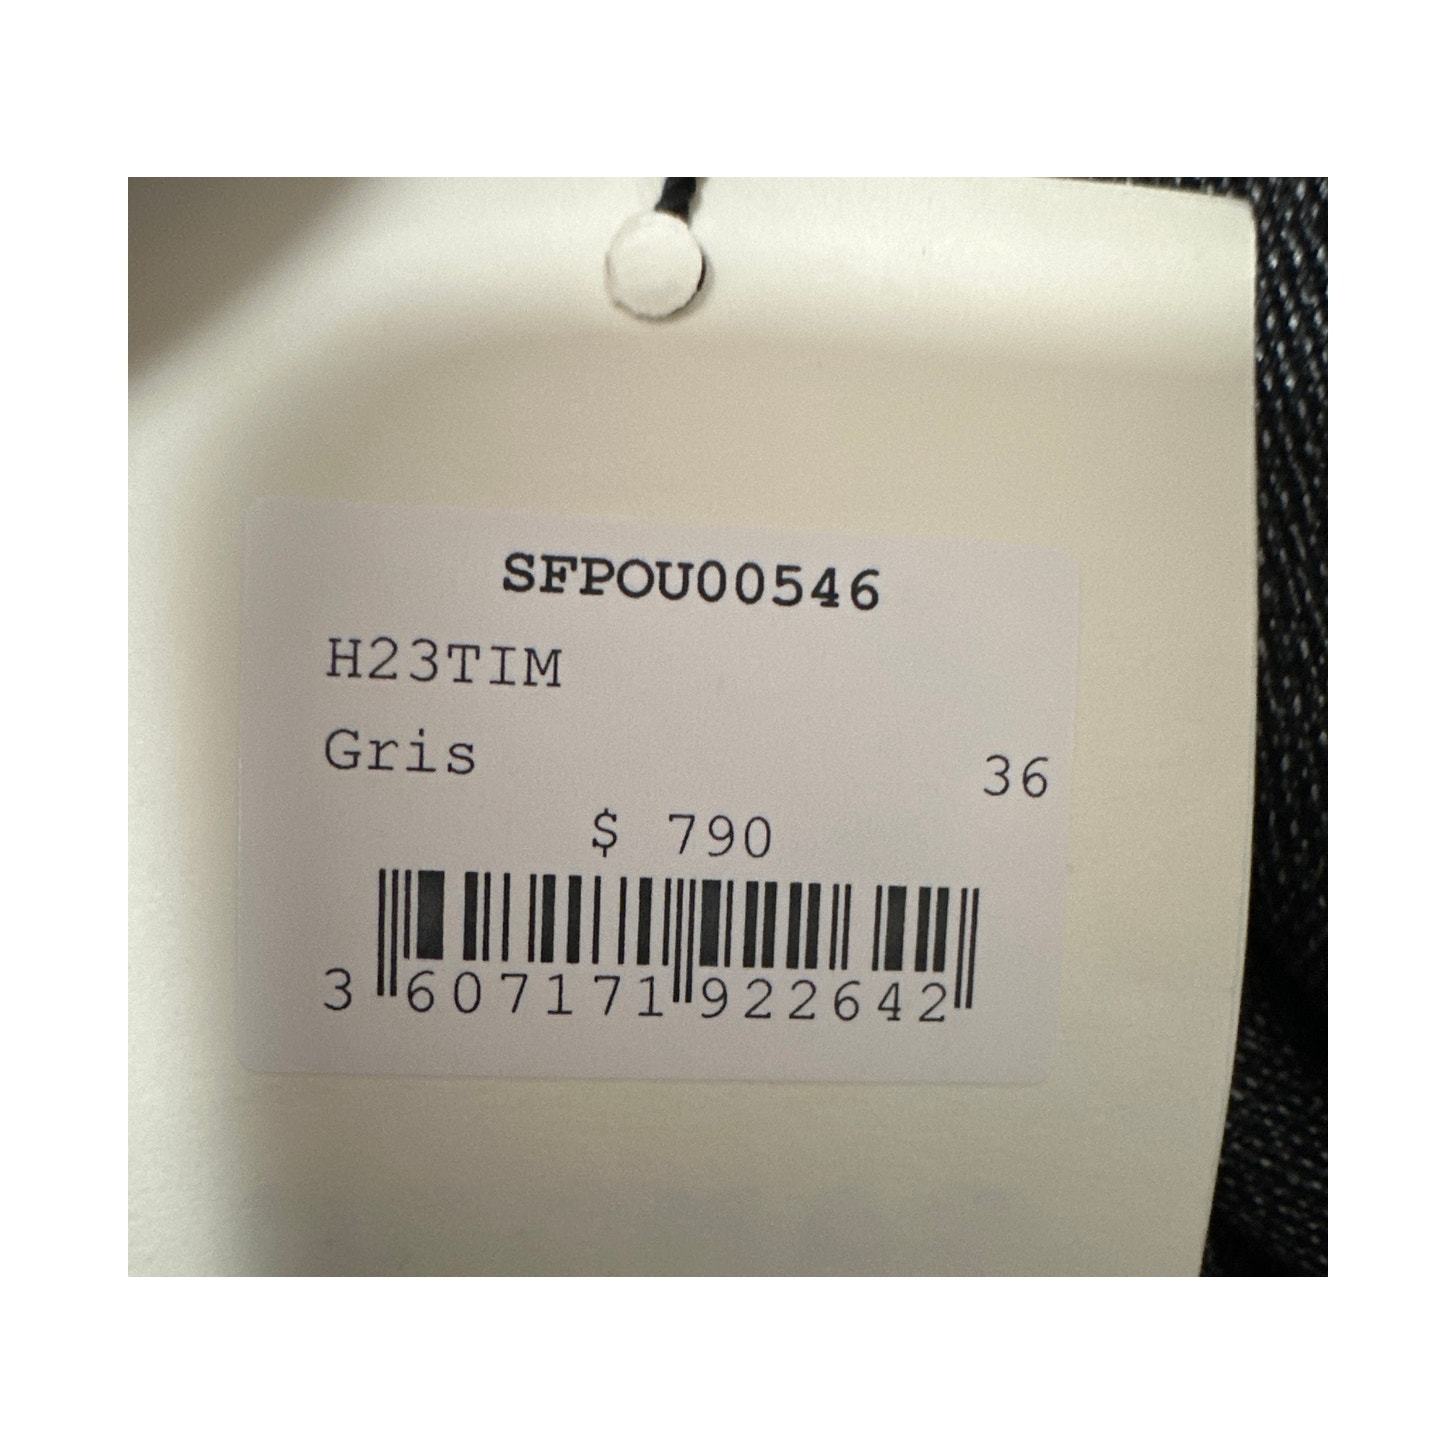 SFPOU00546
H23TIM
Gris 36
$ 790
3 607171 922642